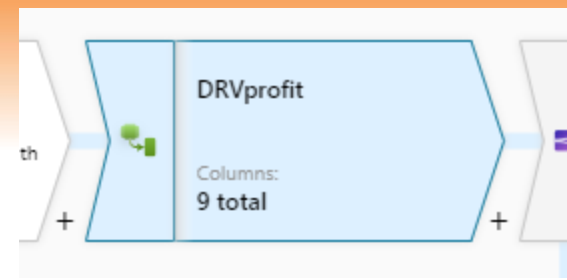 DRVprofit
th
Columns:
9 total
+
+